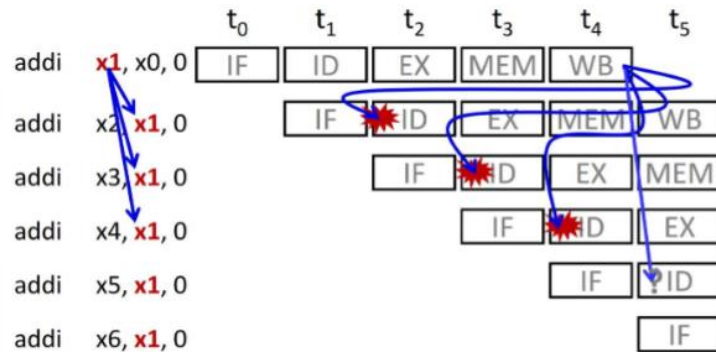 t0 t1 t2 t3 t4 t5
addi x1, x0, 0 IF ID EX MEM WB
addi x2, x1, 0 IF ID EX MEM WB
addi x3, x1, 0 IF ID EX MEM
addi x4, x1, 0 IF ID EX
addi x5, x1, 0 IF ?ID
addi x6, x1, 0 IF